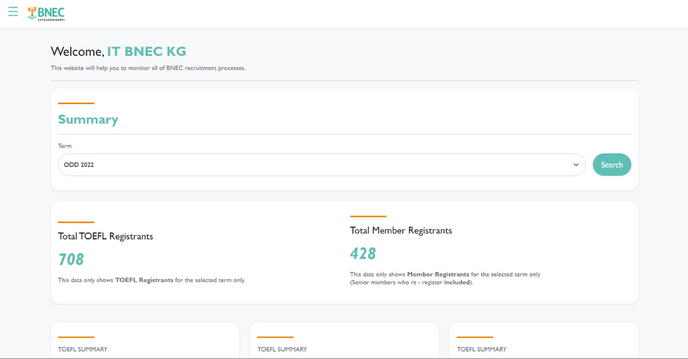 BNEC
EXTRAORDINARY!
Welcome, IT BNEC KG
This website will help you to monitor all of BNEC recruitment processes.
Summary
Term
ODD 2022
Search
Total TOEFL Registrants
708
This data only shows TOEFL Registrants for the selected term only.
Total Member Registrants
428
This data only shows Member Registrants for the selected term only
(Senior members who re - register included).
TOEFL SUMMARY
TOEFL SUMMARY
TOEFL SUMMARY